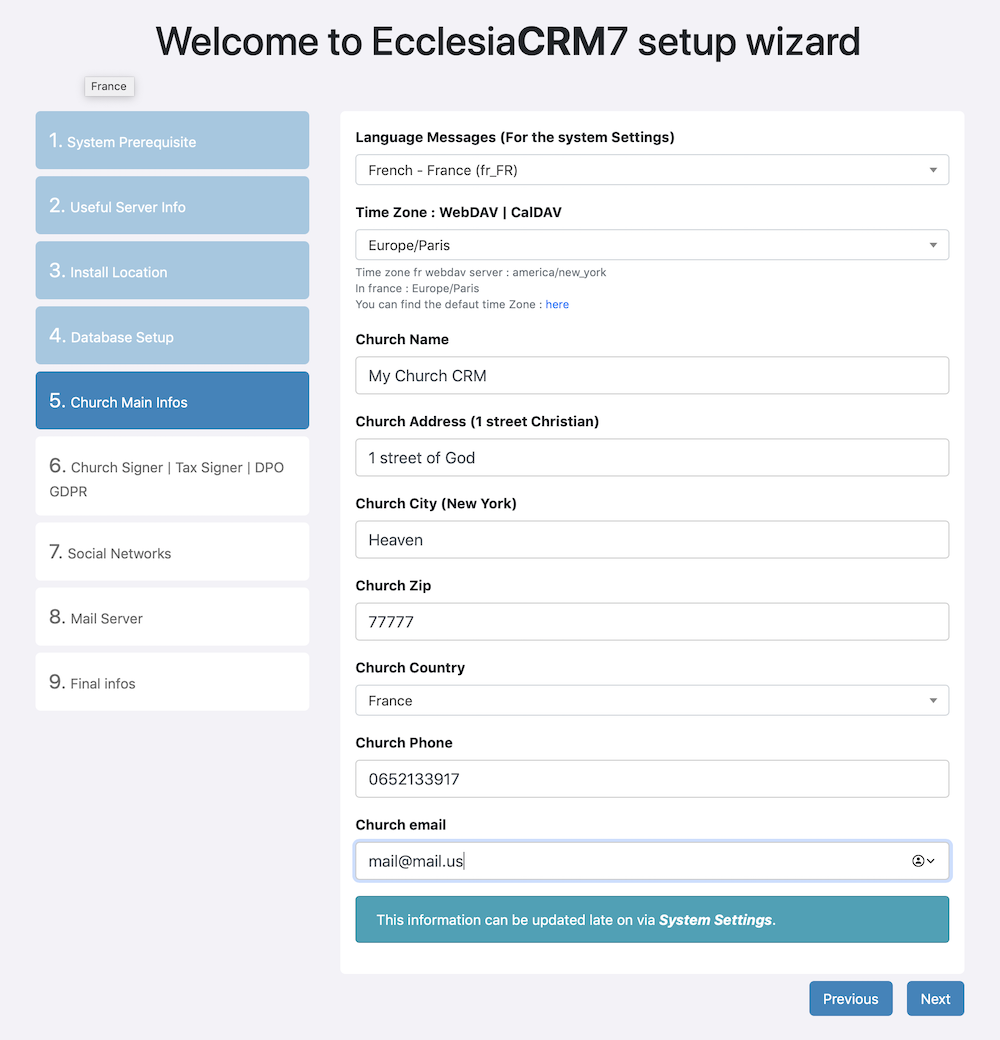 Welcome to EcclesiaCRM7 setup wizard
France
1. System Prerequisite
2. Useful Server Info
3. Install Location
4. Database Setup
5. Church Main Infos
6. Church Signer | Tax Signer | DPO
GDPR
7. Social Networks
8. Mail Server
9. Final infos
Language Messages (For the system Settings)
French - France (fr_FR)
Time Zone : WebDAV | CalDAV
Europe/Paris
Time zone fr webdav server : america/new_york
In france : Europe/Paris
You can find the defaut time Zone : here
Church Name
My Church CRM
Church Address (1 street Christian)
1 street of God
Church City (New York)
Heaven
Church Zip
77777
Church Country
France
Church Phone
0652133917
Church email
mail@mail.us
This information can be updated late on via System Settings.
Previous
Next